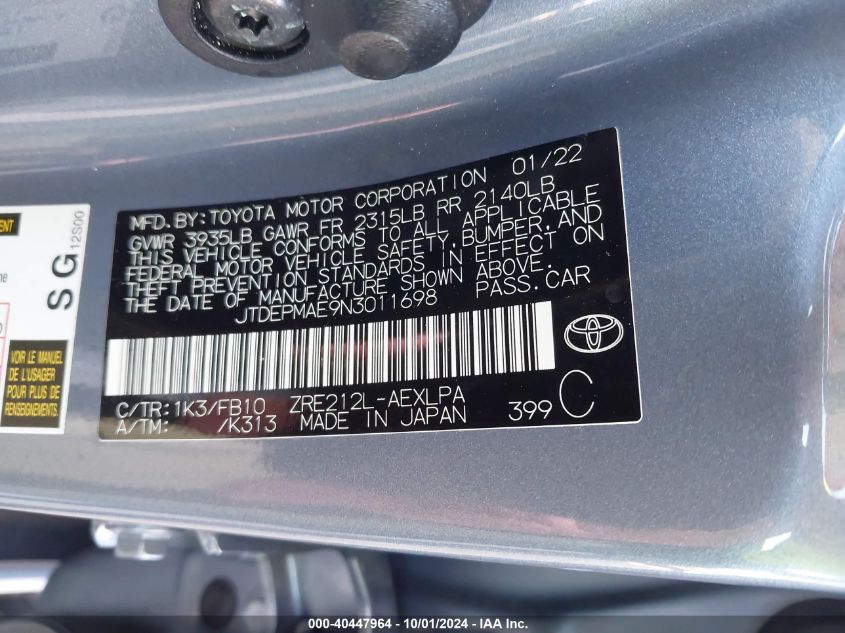 MFD. BY: TOYOTA MOTOR CORPORATION 01/22
GVWR 3935LB GAWR FR 2315LB RR 2140LB
THIS VEHICLE CONFORMS TO ALL APPLICABLE
FEDERAL MOTOR VEHICLE SAFETY, BUMPER, AND
THEFT PREVENTION STANDARDS IN EFFECT ON
THE DATE OF MANUFACTURE SHOWN ABOVE.
JTDEPMAE9N3011698 PASS. CAR
C/TR: 1K3/FB10 ZRE212L-AEXLPA
A/TM: /K313 MADE IN JAPAN 399 C
SG 12S00
VOIR LE MANUEL
DE L'USAGER
POUR PLUS DE
RENSEIGNEMENTS
000-40447964 / 10/01/2024 - IAA Inc.